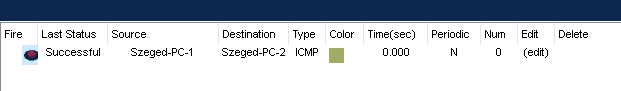 Fire Last Status Source Destination Type Color Time(sec) Periodic Num Edit Delete
Successful Szeged-PC-1 Szeged-PC-2 ICMP 0.000 N 0 (edit)